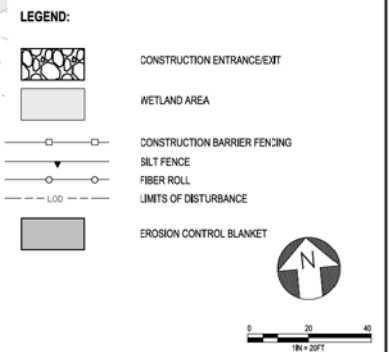 LEGEND:
CONSTRUCTION ENTRANCE/EXIT
WETLAND AREA
CONSTRUCTION BARRIER FENCING
SILT FENCE
FIBER ROLL
LOD
LIMITS OF DISTURBANCE
EROSION CONTROL BLANKET
N
0 20 40
1IN = 20FT